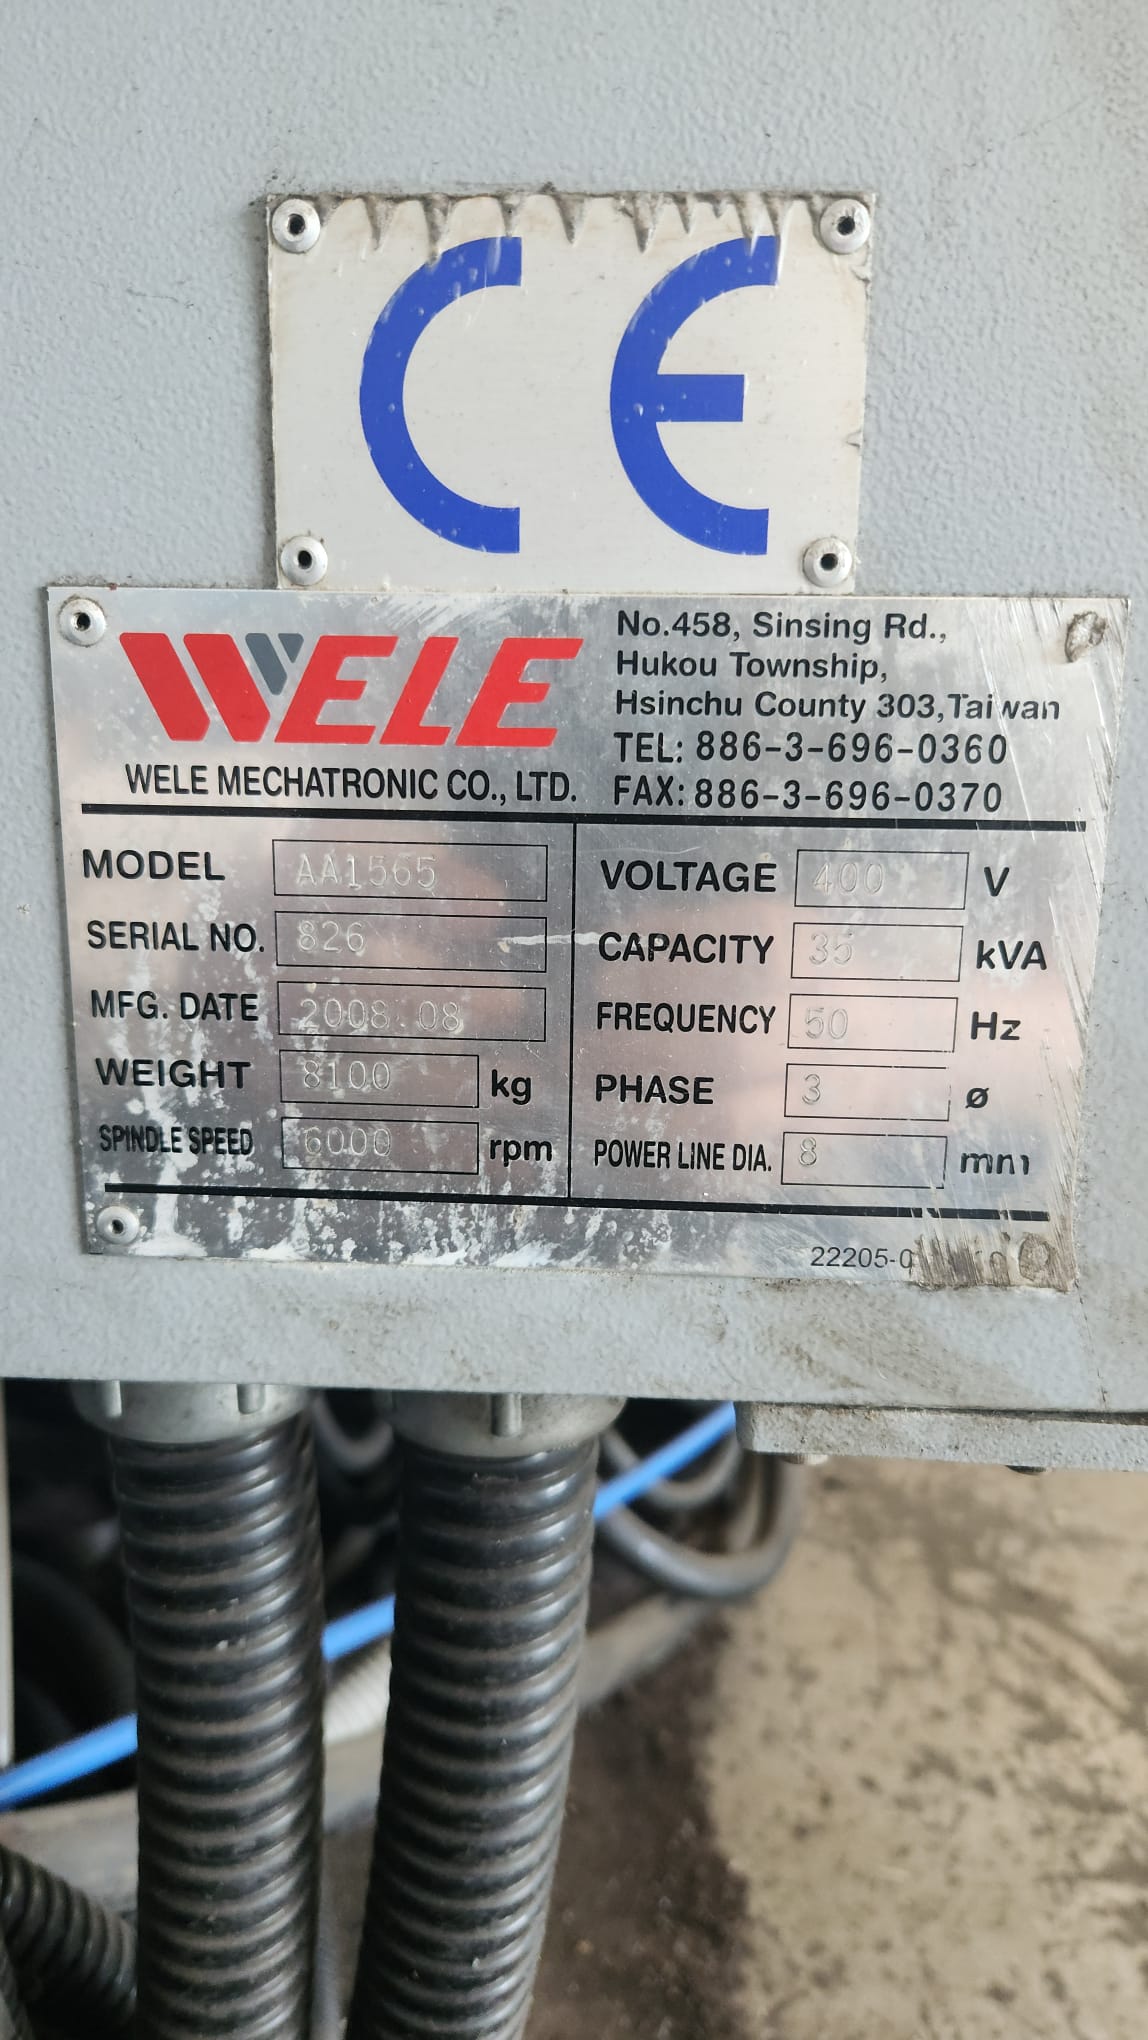 CE
WELE
WELE MECHATRONIC CO., LTD.
No.458, Sinsing Rd.,
Hukou Township,
Hsinchu County 303, Taiwan
TEL: 886-3-696-0360
FAX: 886-3-696-0370
MODEL AA1565
SERIAL NO. 826
MFG. DATE 2008.08
WEIGHT 8100 kg
SPINDLE SPEED 6000 rpm
VOLTAGE 400 V
CAPACITY 35 kVA
FREQUENCY 50 Hz
PHASE 3 ø
POWER LINE DIA. 8 mm
22205-0